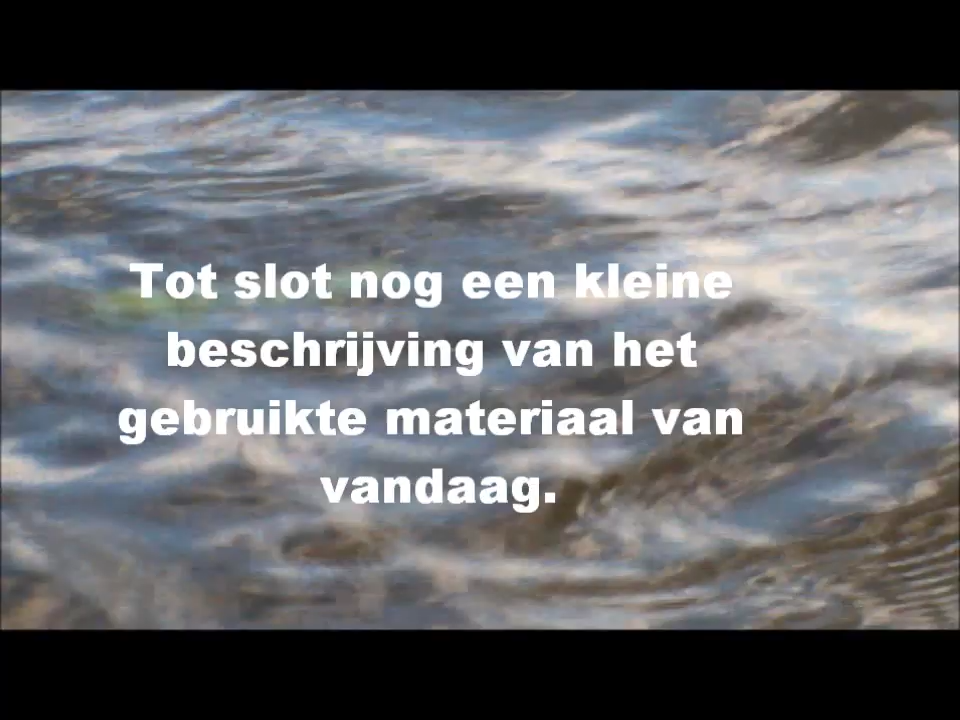 Tot slot nog een kleine
beschrijving van het
gebruikte materiaal van
vandaag.